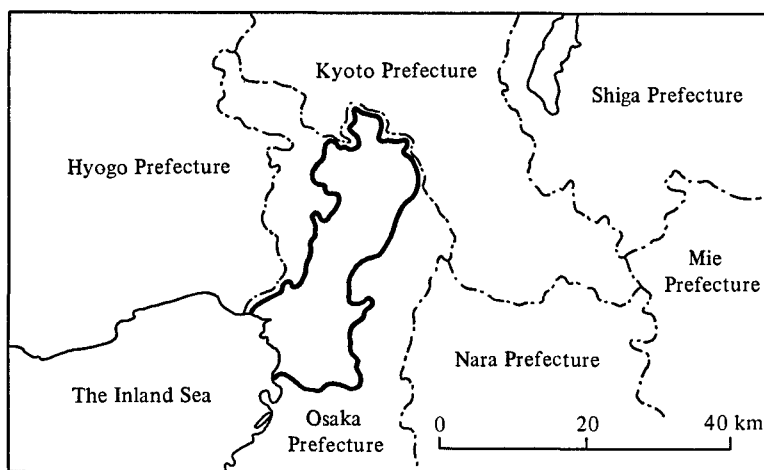 Kyoto Prefecture
Shiga Prefecture
Hyogo Prefecture
Mie
Prefecture
Nara Prefecture
The Inland Sea
Osaka
Prefecture
0 20 40 km